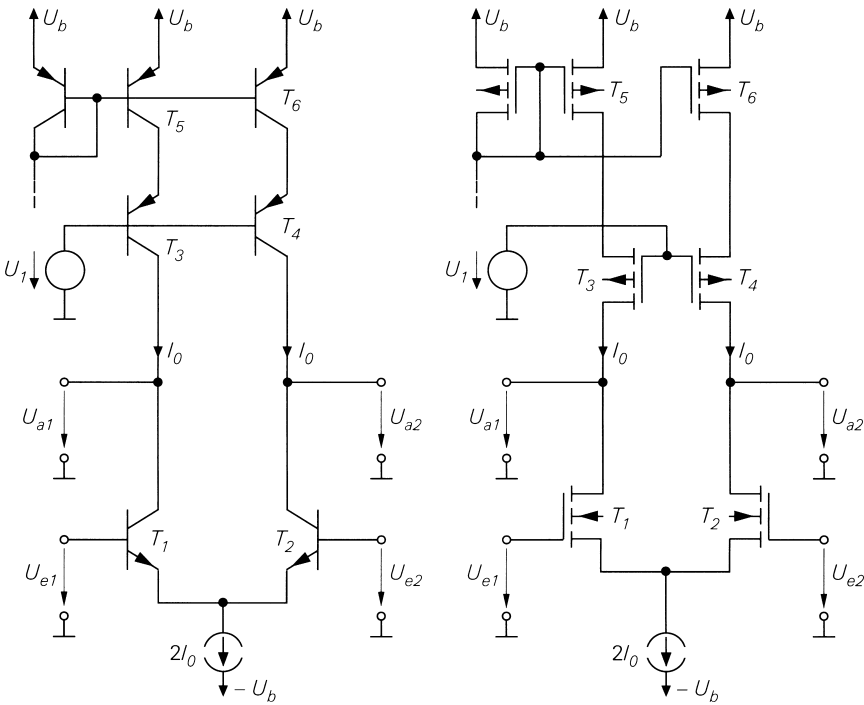 U_b U_b U_b U_b U_b U_b
T_5 T_6 T_5 T_6
T_3 T_4
U_1 U_1 T_3 T_4
I_0 I_0 I_0 I_0
U_a1 U_a2 U_a1 U_a2
T_1 T_2 T_1 T_2
U_e1 U_e2 U_e1 U_e2
2I_0 2I_0
– U_b – U_b